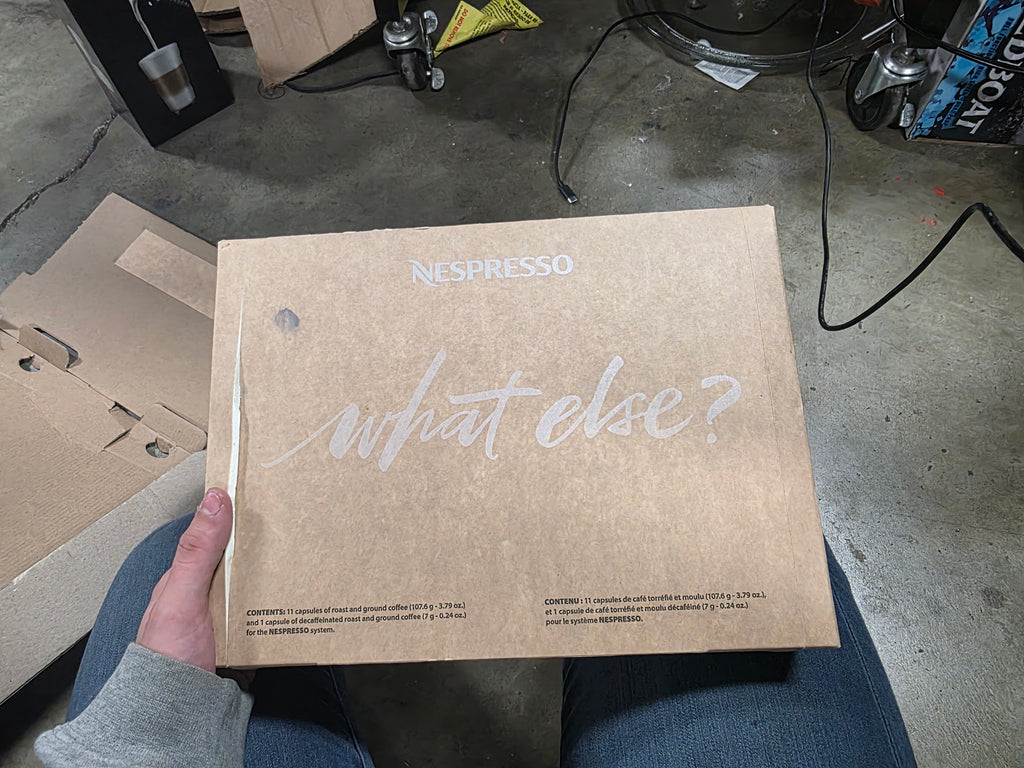 NESPRESSO
what else?
CONTENTS: 11 capsules of roast and ground coffee (107.6 g - 3.79 oz.)
and 1 capsule of decaffeinated roast and ground coffee (7 g - 0.24 oz.)
for the NESPRESSO system.
CONTENU : 11 capsules de café torréfié et moulu (107.6 g - 3.79 oz.),
et 1 capsule de café torréfié et moulu décaféiné (7 g - 0.24 oz.)
pour le système NESPRESSO.
BOAT